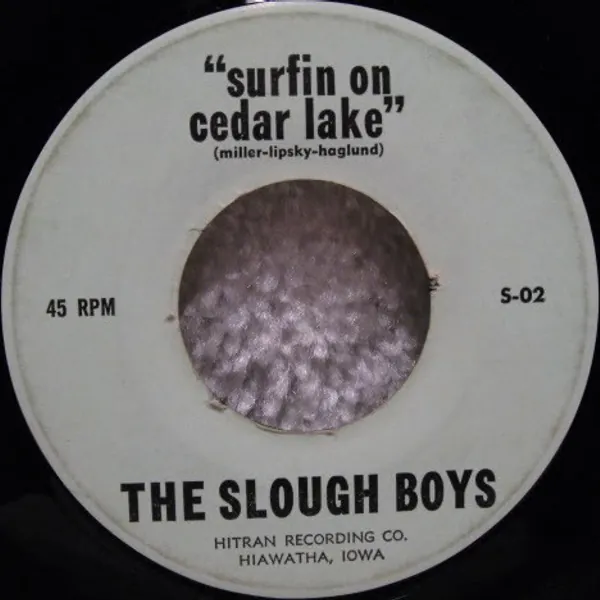 “surfin on
cedar lake”
(miller-lipsky-haglund)
45 RPM
S-02
THE SLOUGH BOYS
HITRAN RECORDING CO.
HIAWATHA, IOWA